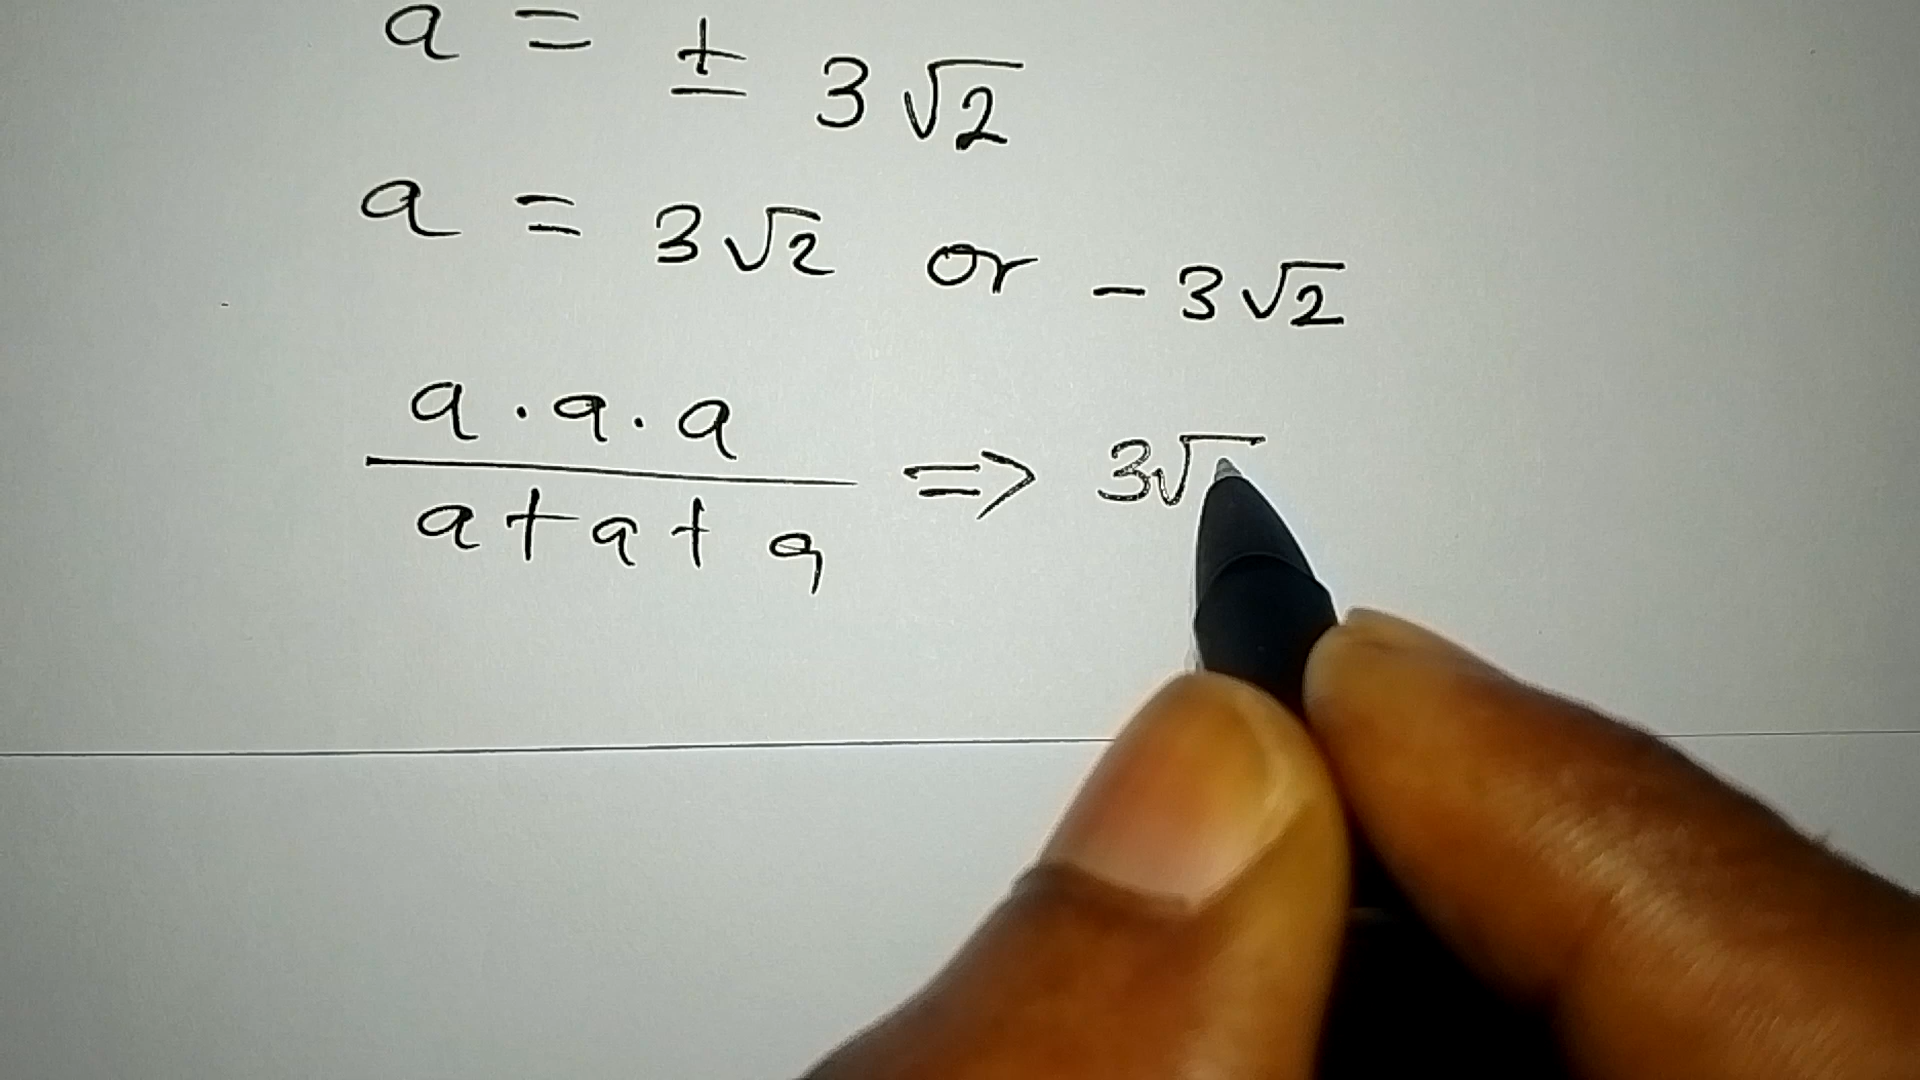 a = ± 3√2
a = 3√2 or -3√2
a·a·a
a+a+a => 3√